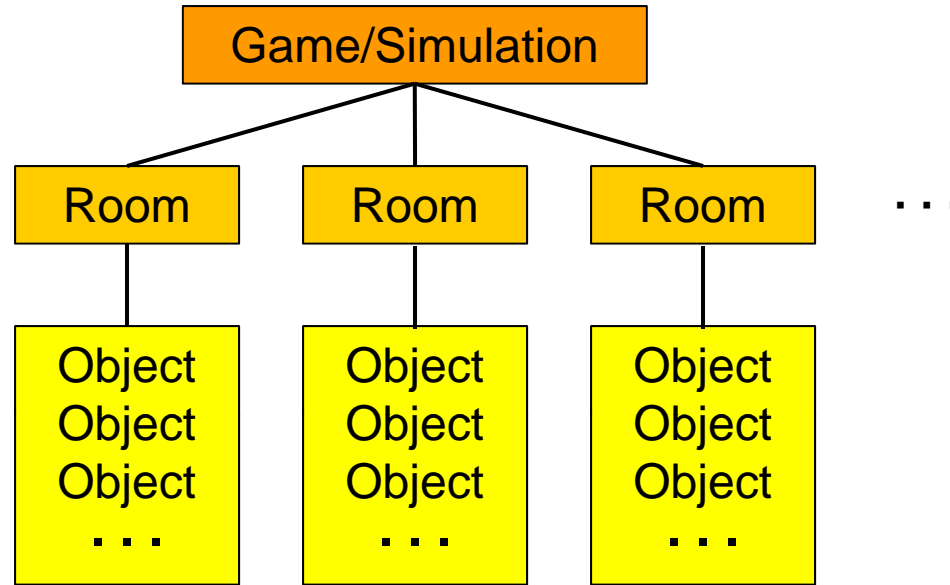 Game/Simulation
Room Room Room . . .
Object Object Object
Object Object Object
Object Object Object
. . . . . . . . .